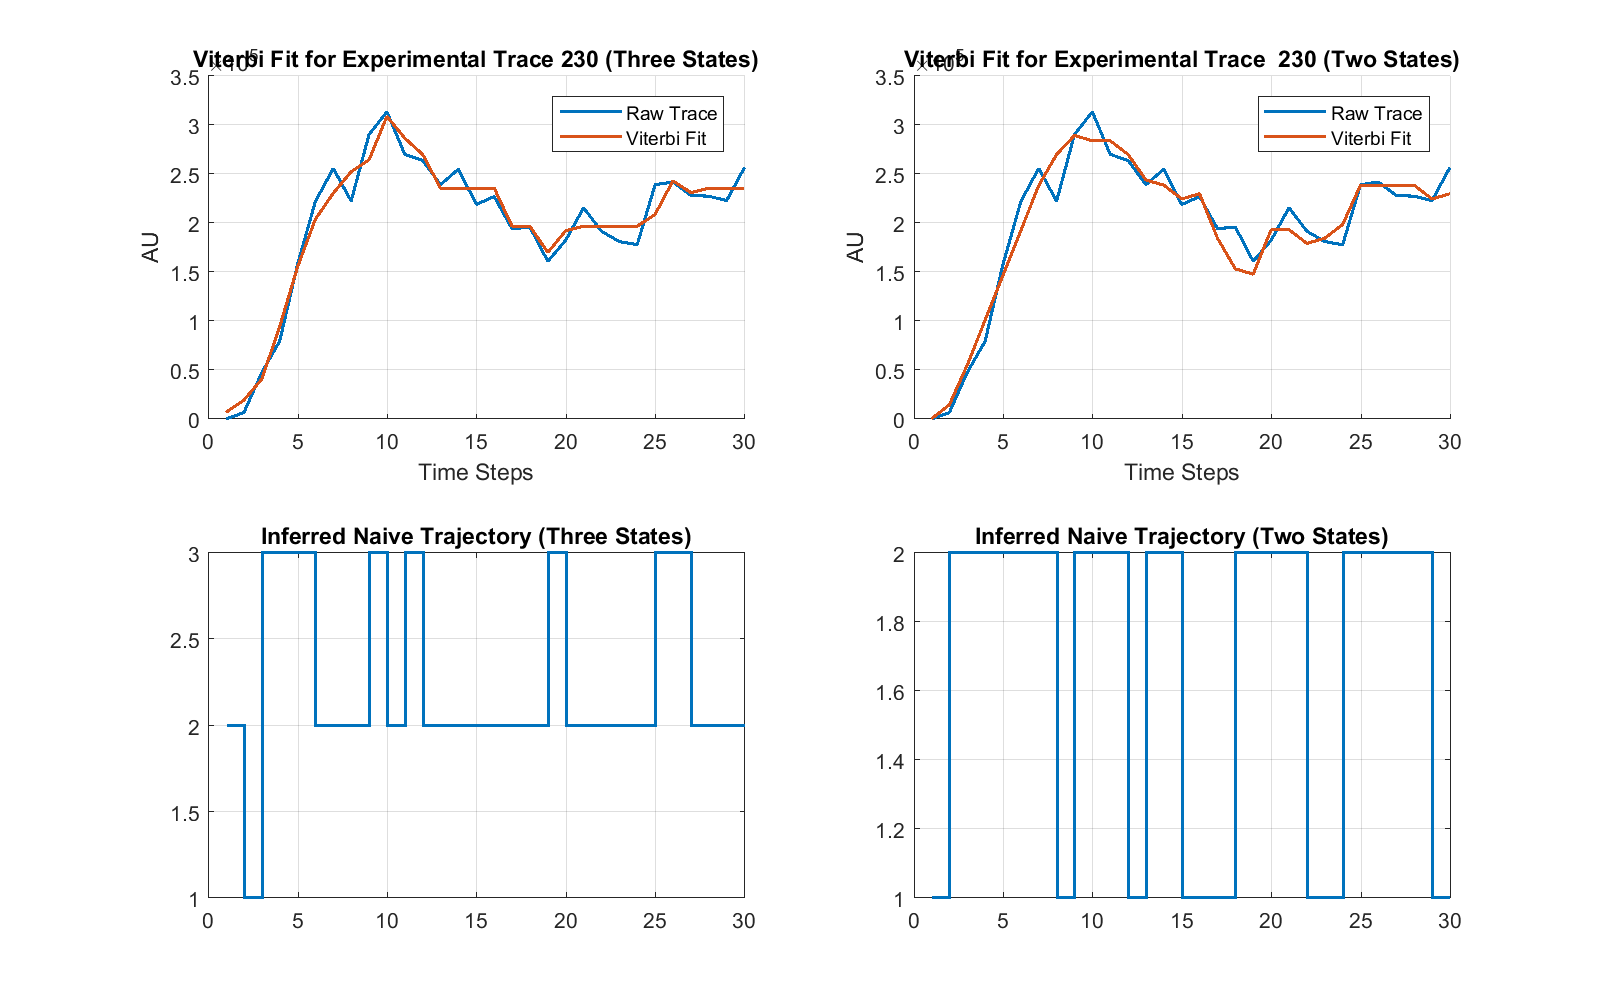 Viterbi Fit for Experimental Trace 230 (Three States)
×10^5
3.5
3
2.5
2
1.5
1
0.5
0
AU
Raw Trace
Viterbi Fit
0 5 10 15 20 25 30
Time Steps
Viterbi Fit for Experimental Trace 230 (Two States)
×10^5
3.5
3
2.5
2
1.5
1
0.5
0
AU
Raw Trace
Viterbi Fit
0 5 10 15 20 25 30
Time Steps
Inferred Naive Trajectory (Three States)
3
2.5
2
1.5
1
0 5 10 15 20 25 30
Inferred Naive Trajectory (Two States)
2
1.8
1.6
1.4
1.2
1
0 5 10 15 20 25 30